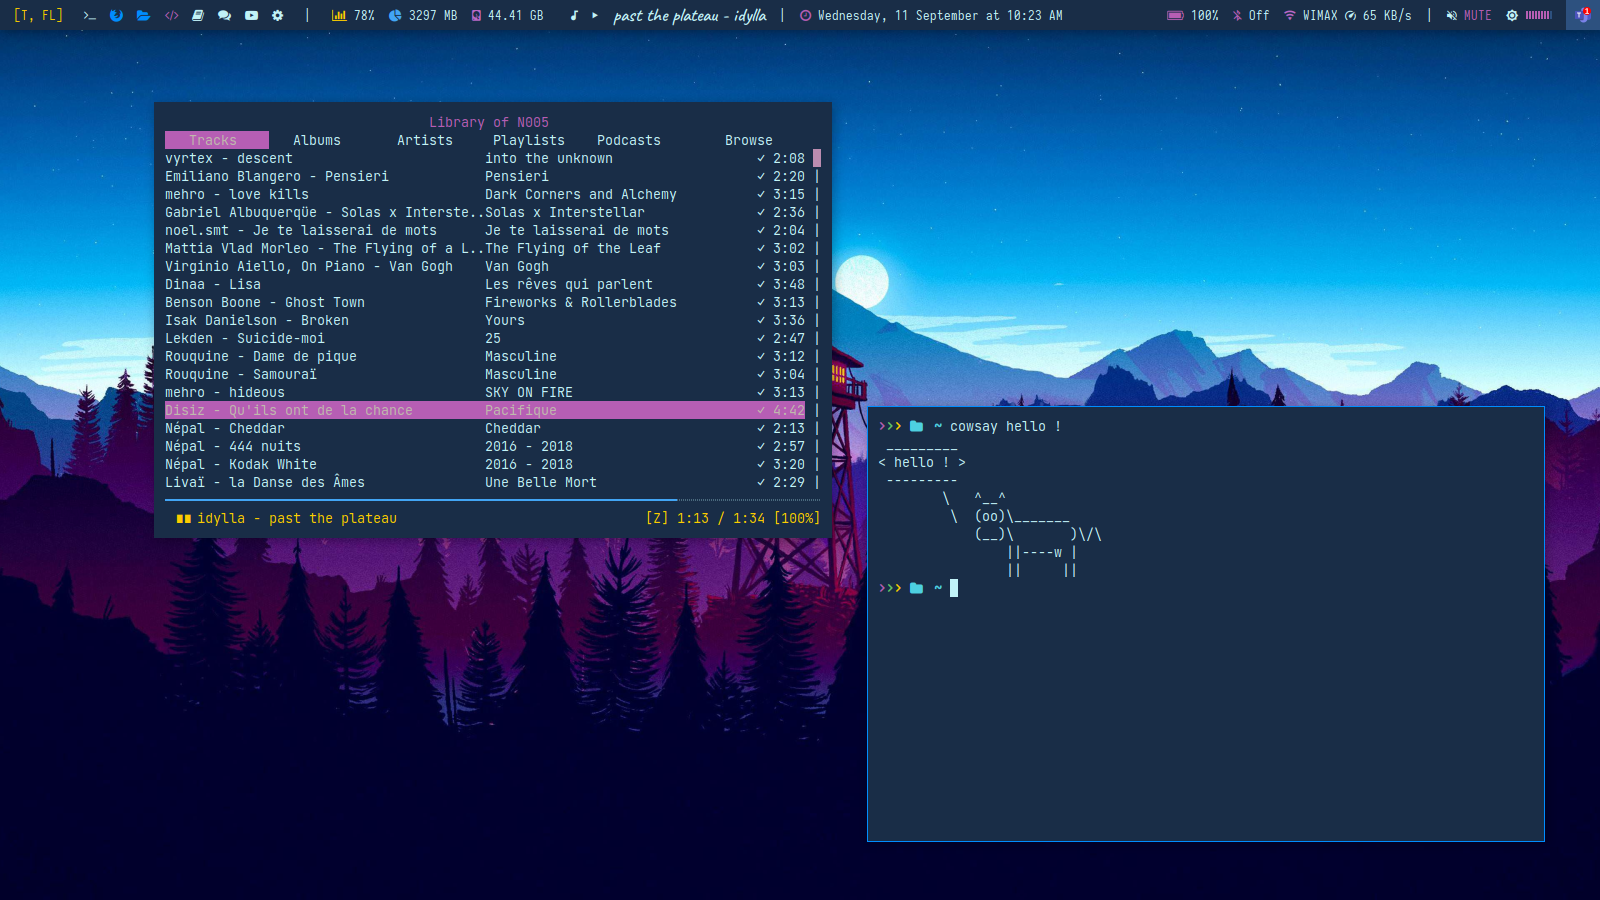 [T, FL] >_ </> | 78% 3297 MB 44.41 GB past the plateau - idylla | Wednesday, 11 September at 10:23 AM 100% Off WIMAX 65 KB/s | MUTE 1
Library of N005
Tracks Albums Artists Playlists Podcasts Browse
vyrtex - descent into the unknown ✓ 2:08
Emiliano Blangero - Pensieri Pensieri ✓ 2:20
mehro - love kills Dark Corners and Alchemy ✓ 3:15
Gabriel Albuquerqüe - Solas x Interste..Solas x Interstellar ✓ 2:36
noel.smt - Je te laisserai de mots Je te laisserai de mots ✓ 2:04
Mattia Vlad Morleo - The Flying of a L..The Flying of the Leaf ✓ 3:02
Virginio Aiello, On Piano - Van Gogh Van Gogh ✓ 3:03
Dinaa - Lisa Les rêves qui parlent ✓ 3:48
Benson Boone - Ghost Town Fireworks & Rollerblades ✓ 3:13
Isak Danielson - Broken Yours ✓ 3:36
Lekden - Suicide-moi 25 ✓ 2:47
Rouquine - Dame de pique Masculine ✓ 3:12
Rouquine - Samouraï Masculine ✓ 3:04
mehro - hideous SKY ON FIRE ✓ 3:13
Disiz - Qu'ils ont de la chance Pacifique ✓ 4:42
Népal - Cheddar Cheddar ✓ 2:13
Népal - 444 nuits 2016 - 2018 ✓ 2:57
Népal - Kodak White 2016 - 2018 ✓ 3:20
Livaï - la Danse des Âmes Une Belle Mort ✓ 2:29
idylla - past the plateau [Z] 1:13 / 1:34 [100%]
~ cowsay hello !
 _________
< hello ! >
 ---------
        \   ^__^
         \  (oo)\_______
            (__)\       )\/\
                ||----w |
                ||     ||
~